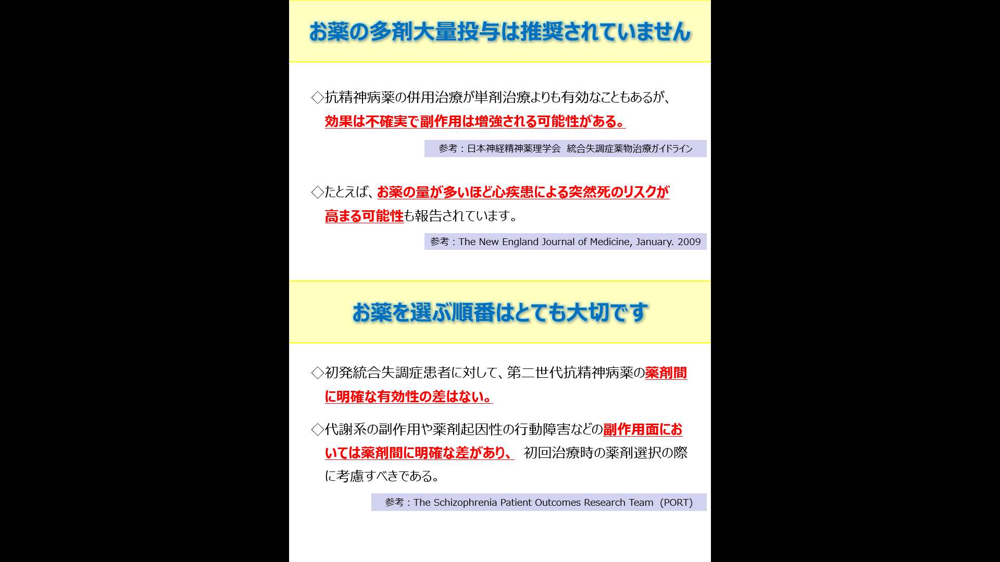 お薬の多剤大量投与は推奨されていません
◇抗精神病薬の併用治療が単剤治療よりも有効なこともあるが、
効果は不確実で副作用は増強される可能性がある。
参考：日本神経精神薬理学会 統合失調症薬物治療ガイドライン
◇たとえば、お薬の量が多いほど心疾患による突然死のリスクが
高まる可能性も報告されています。
参考：The New England Journal of Medicine, January. 2009
お薬を選ぶ順番はとても大切です
◇初発統合失調症患者に対して、第二世代抗精神病薬の薬剤間
に明確な有効性の差はない。
◇代謝系の副作用や薬剤起因性の行動障害などの副作用面にお
いては薬剤間に明確な差があり、 初回治療時の薬剤選択の際
に考慮すべきである。
参考：The Schizophrenia Patient Outcomes Research Team (PORT)